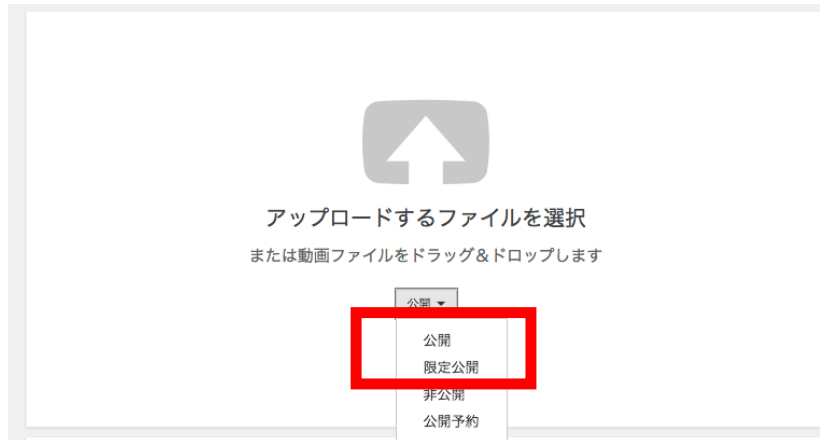 アップロードするファイルを選択
または動画ファイルをドラッグ＆ドロップします
公開
公開
限定公開
非公開
公開予約